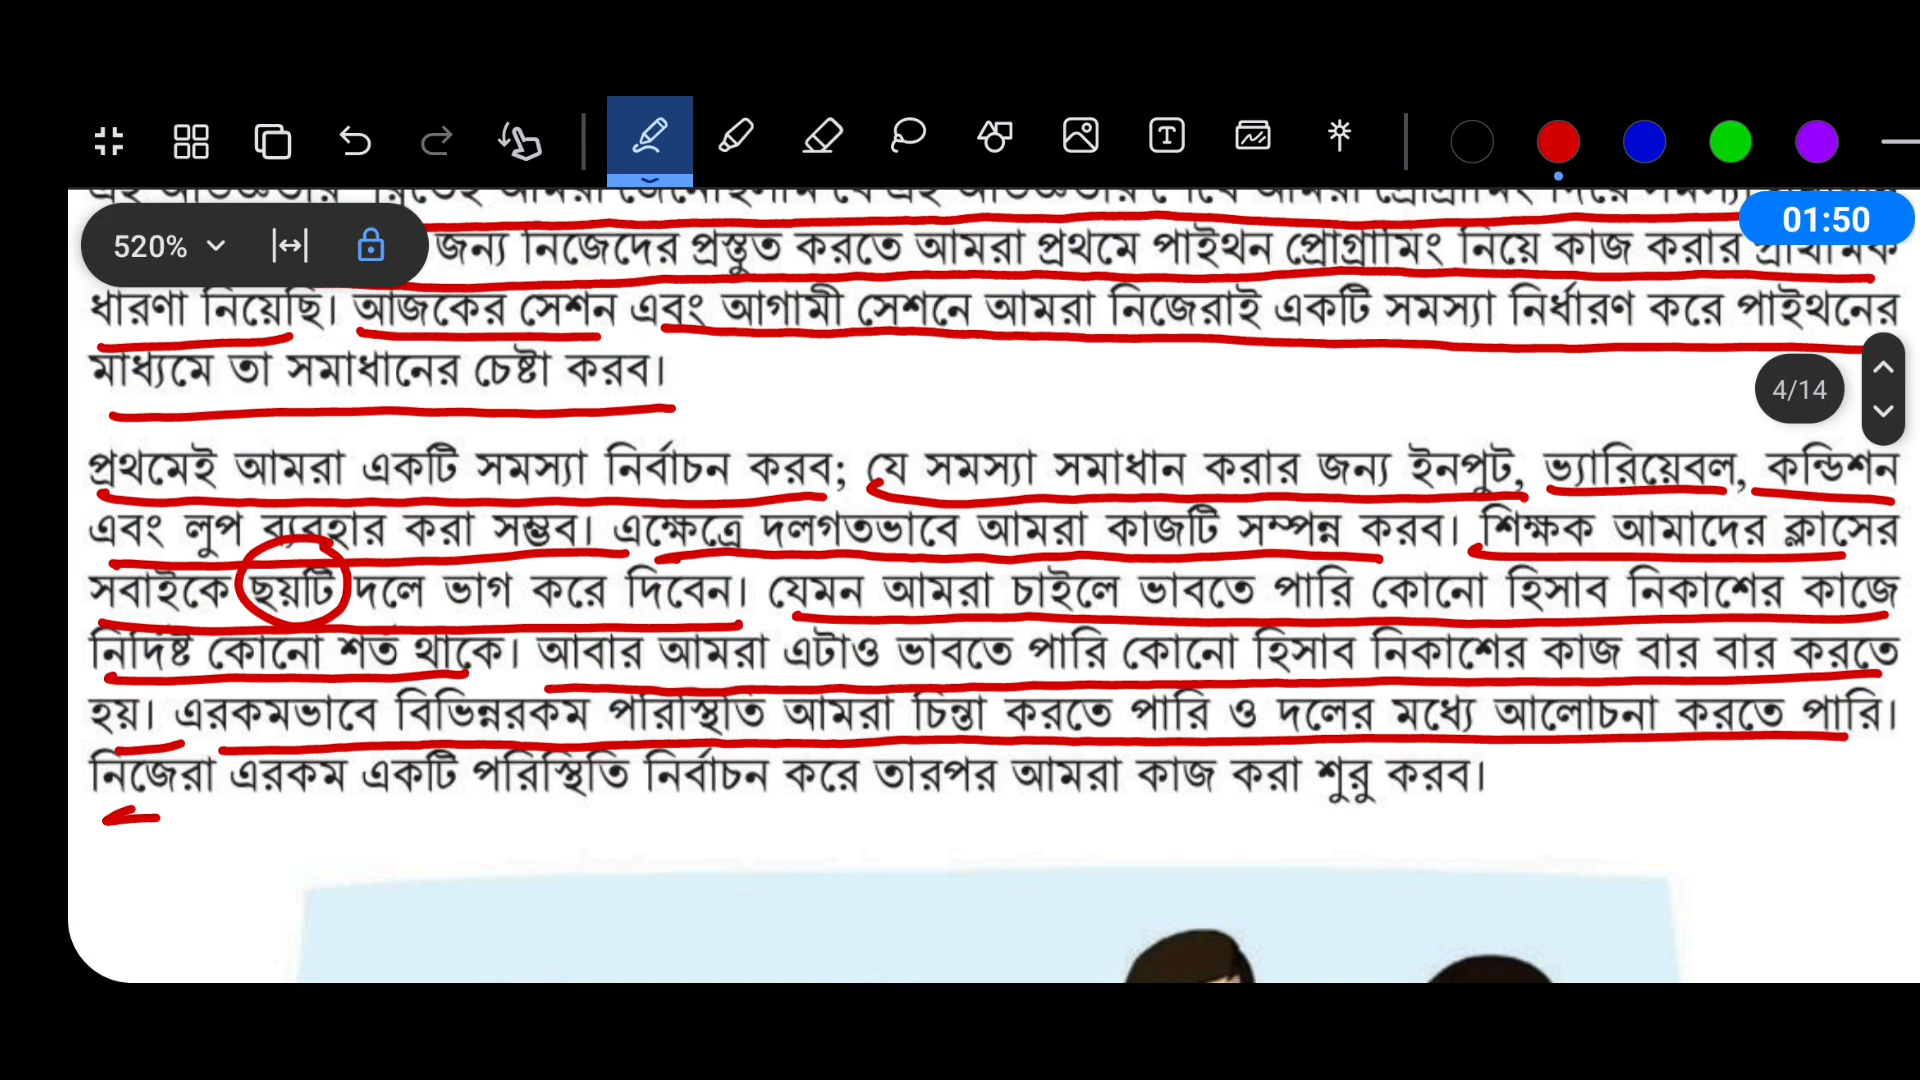 01:50
520%
জন্য নিজেদের প্রস্তুত করতে আমরা প্রথমে পাইথন প্রোগ্রামিং নিয়ে কাজ করার প্রাথমিক
ধারণা নিয়েছি। আজকের সেশন এবং আগামী সেশনে আমরা নিজেরাই একটি সমস্যা নির্ধারণ করে পাইথনের
মাধ্যমে তা সমাধানের চেষ্টা করব।
4/14
প্রথমেই আমরা একটি সমস্যা নির্বাচন করব; যে সমস্যা সমাধান করার জন্য ইনপুট, ভ্যারিয়েবল, কন্ডিশন
এবং লুপ ব্যবহার করা সম্ভব। এক্ষেত্রে দলগতভাবে আমরা কাজটি সম্পন্ন করব। শিক্ষক আমাদের ক্লাসের
সবাইকে ছয়টি দলে ভাগ করে দিবেন। যেমন আমরা চাইলে ভাবতে পারি কোনো হিসাব নিকাশের কাজে
নির্দিষ্ট কোনো শর্ত থাকে। আবার আমরা এটাও ভাবতে পারি কোনো হিসাব নিকাশের কাজ বার বার করতে
হয়। এরকমভাবে বিভিন্নরকম পরিস্থিতি আমরা চিন্তা করতে পারি ও দলের মধ্যে আলোচনা করতে পারি।
নিজেরা এরকম একটি পরিস্থিতি নির্বাচন করে তারপর আমরা কাজ করা শুরু করব।